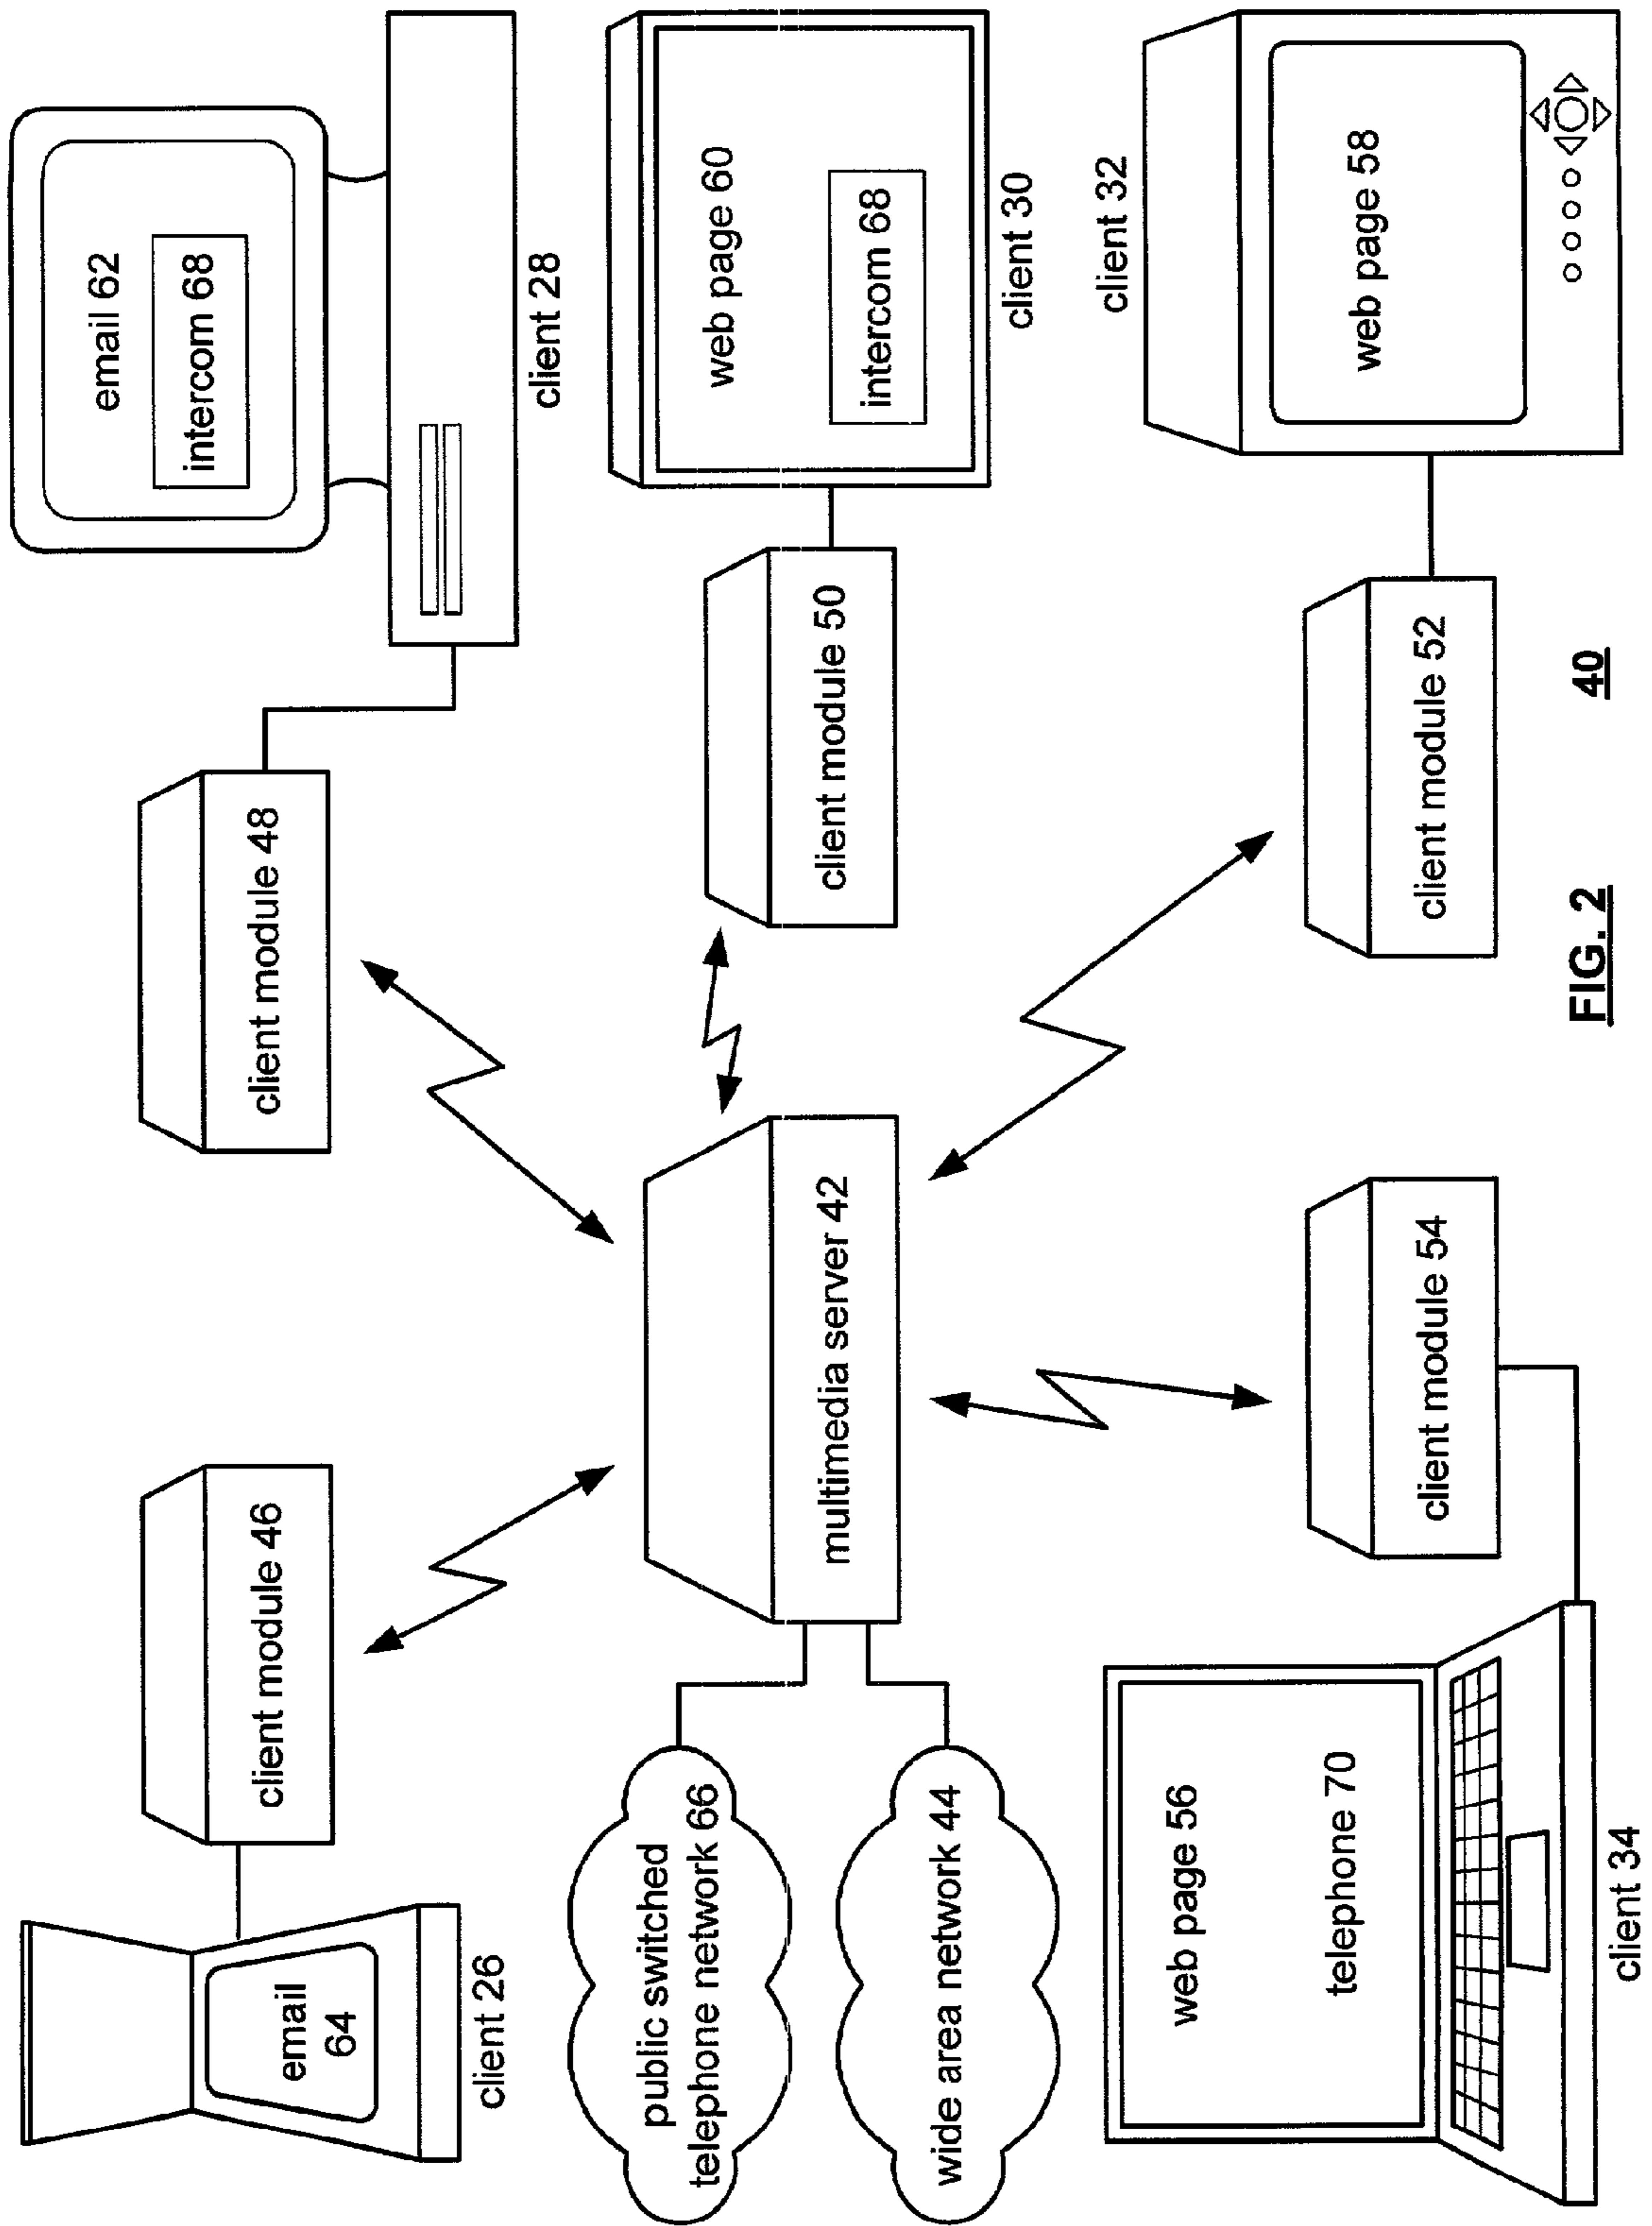 email
64
client 26
client module 46
client module 48
email 62
intercom 68
client 28
public switched
telephone network 66
wide area network 44
multimedia server 42
client module 50
web page 60
intercom 68
client 30
web page 56
telephone 70
client 34
client module 54
client module 52
client 32
web page 58
FIG. 2
40